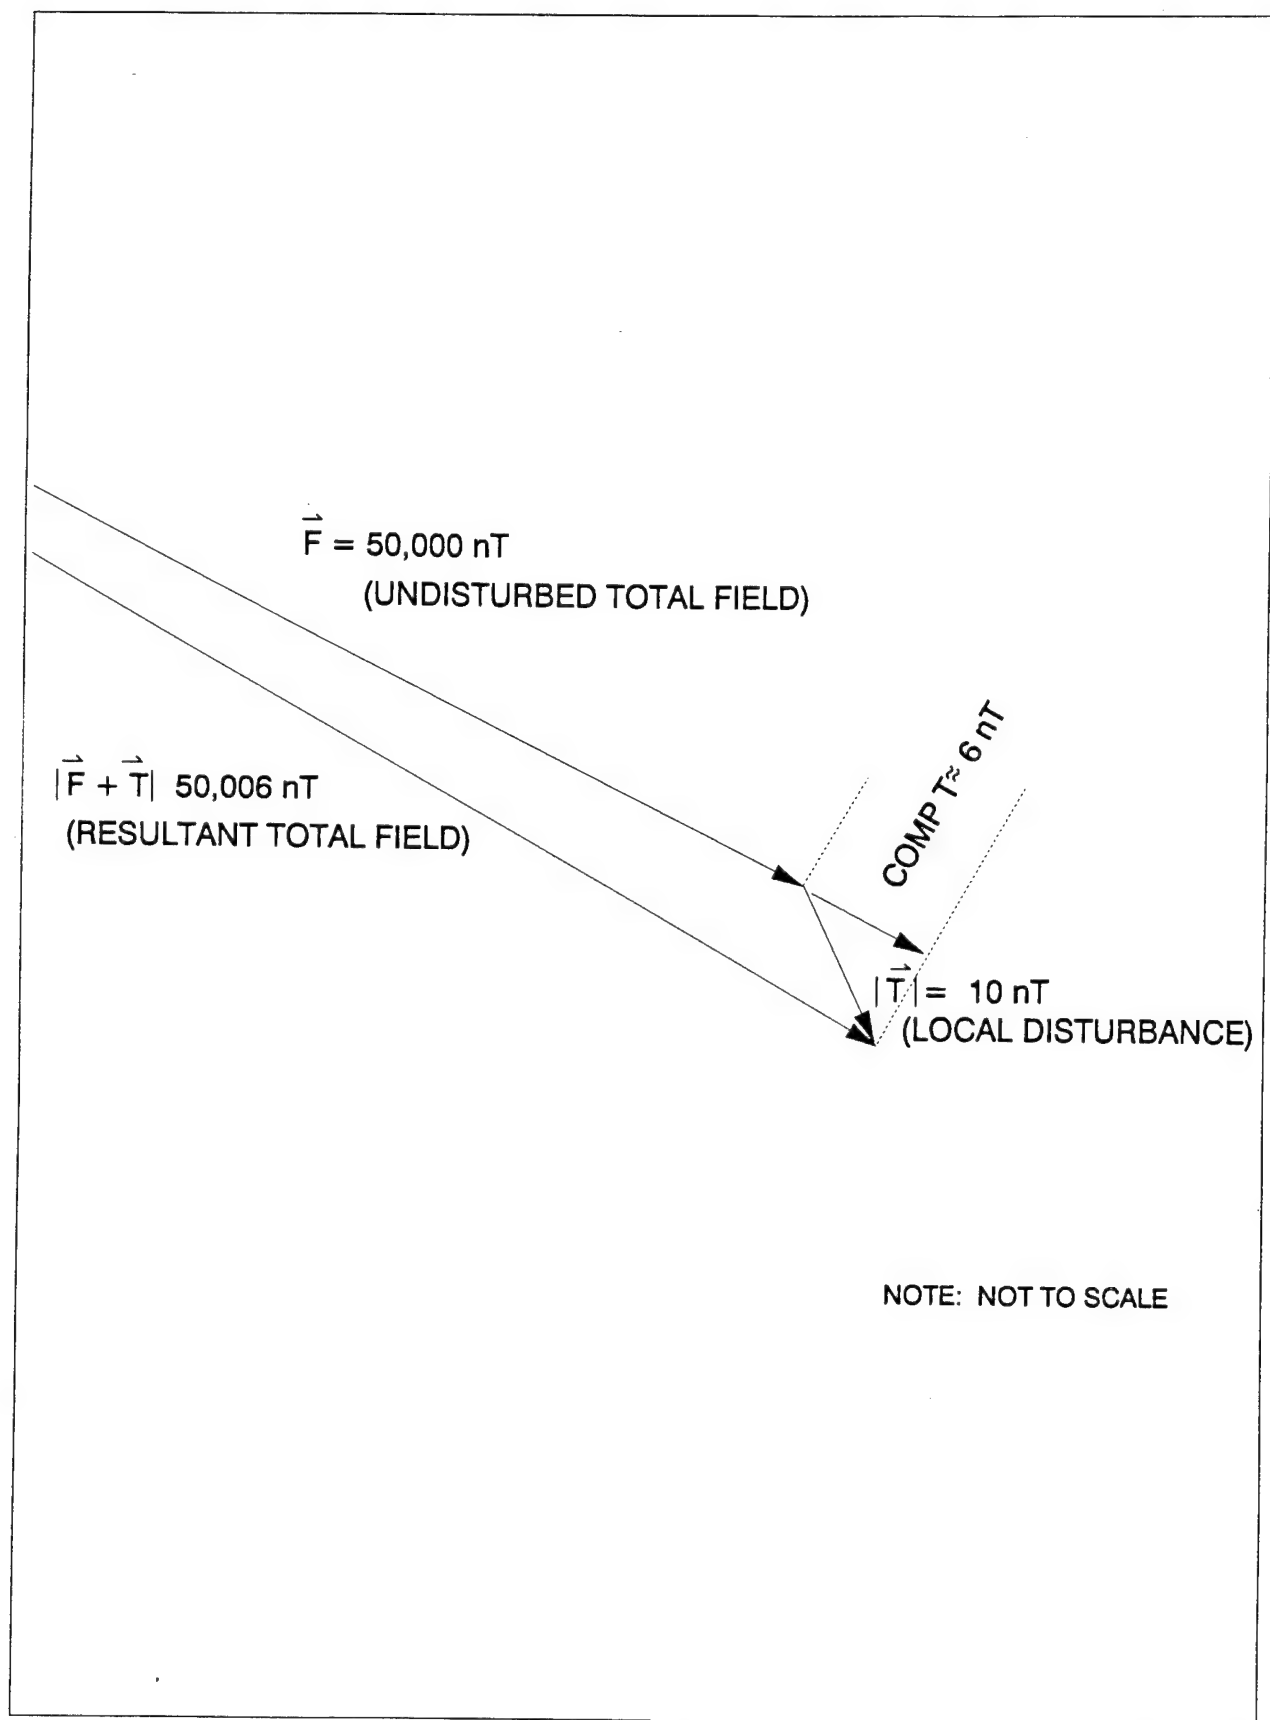 F⃗ = 50,000 nT
(UNDISTURBED TOTAL FIELD)
|F⃗ + T⃗| 50,006 nT
(RESULTANT TOTAL FIELD)
COMP T≈ 6 nT
|T⃗| = 10 nT
(LOCAL DISTURBANCE)
NOTE: NOT TO SCALE